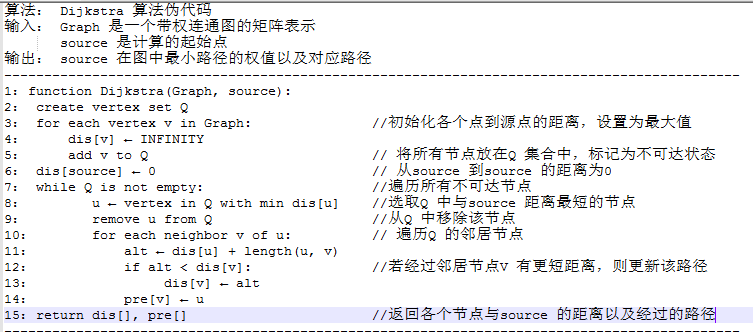 算法： Dijkstra 算法伪代码
输入： Graph 是一个带权连通图的矩阵表示
source 是计算的起始点
输出： source 在图中最小路径的权值以及对应路径
1: function Dijkstra(Graph, source):
2: create vertex set Q
3: for each vertex v in Graph: //初始化各个点到源点的距离，设置为最大值
4: dis[v] ← INFINITY
5: add v to Q // 将所有节点放在Q 集合中，标记为不可达状态
6: dis[source] ← 0 // 从source 到source 的距离为0
7: while Q is not empty: //遍历所有不可达节点
8: u ← vertex in Q with min dis[u] //选取Q 中与source 距离最短的节点
9: remove u from Q //从Q 中移除该节点
10: for each neighbor v of u: // 遍历Q 的邻居节点
11: alt ← dis[u] + length(u, v)
12: if alt < dis[v]: //若经过邻居节点V 有更短距离，则更新该路径
13: dis[v] ← alt
14: pre[v] ← u
15: return dis[], pre[] //返回各个节点与source 的距离以及经过的路径